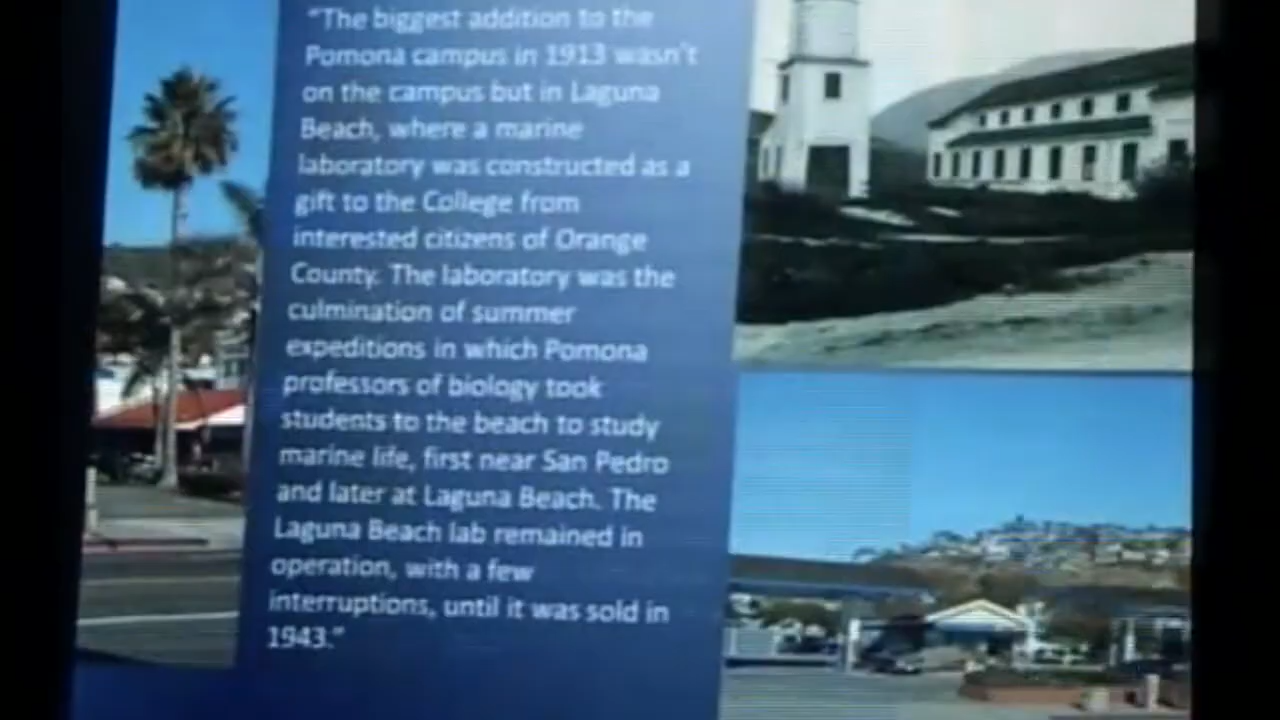 “The biggest addition to the
Pomona campus in 1913 wasn't
on the campus but in Laguna
Beach, where a marine
laboratory was constructed as a
gift to the College from
interested citizens of Orange
County. The laboratory was the
culmination of summer
expeditions in which Pomona
professors of biology took
students to the beach to study
marine life, first near San Pedro
and later at Laguna Beach. The
Laguna Beach lab remained in
operation, with a few
interruptions, until it was sold in
1943.”